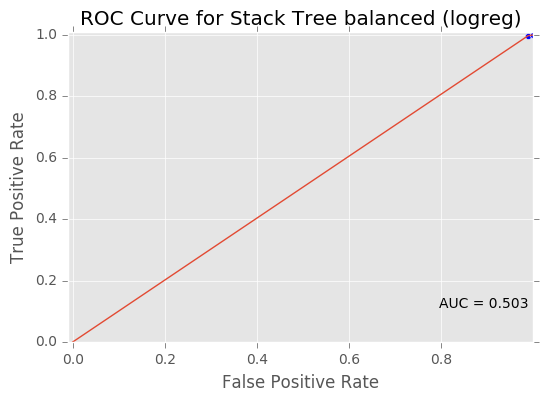 ROC Curve for Stack Tree balanced (logreg)
1.0
0.8
0.6
0.4
0.2
0.0
True Positive Rate
AUC = 0.503
0.0 0.2 0.4 0.6 0.8
False Positive Rate